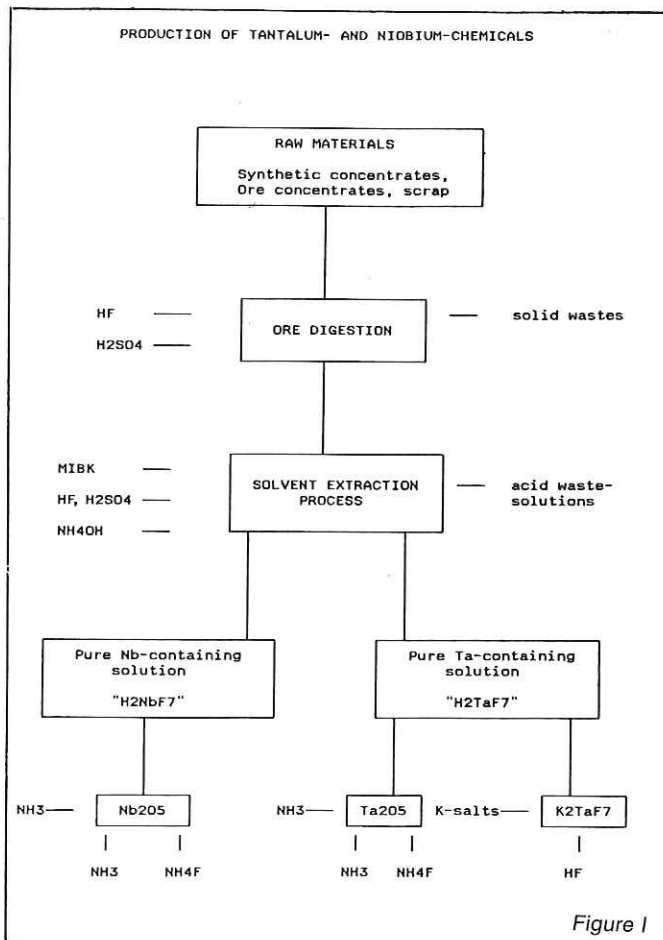 PRODUCTION OF TANTALUM- AND NIOBIUM-CHEMICALS
RAW MATERIALS
Synthetic concentrates,
Ore concentrates, scrap
HF
H2SO4
ORE DIGESTION
solid wastes
MIBK
HF, H2SO4
NH4OH
SOLVENT EXTRACTION
PROCESS
acid waste-
solutions
Pure Nb-containing
solution
"H2NbF7"
Pure Ta-containing
solution
"H2TaF7"
NH3
Nb2O5
NH3
Ta2O5
K-salts
K2TaF7
NH3
NH4F
NH3
NH4F
HF
Figure I